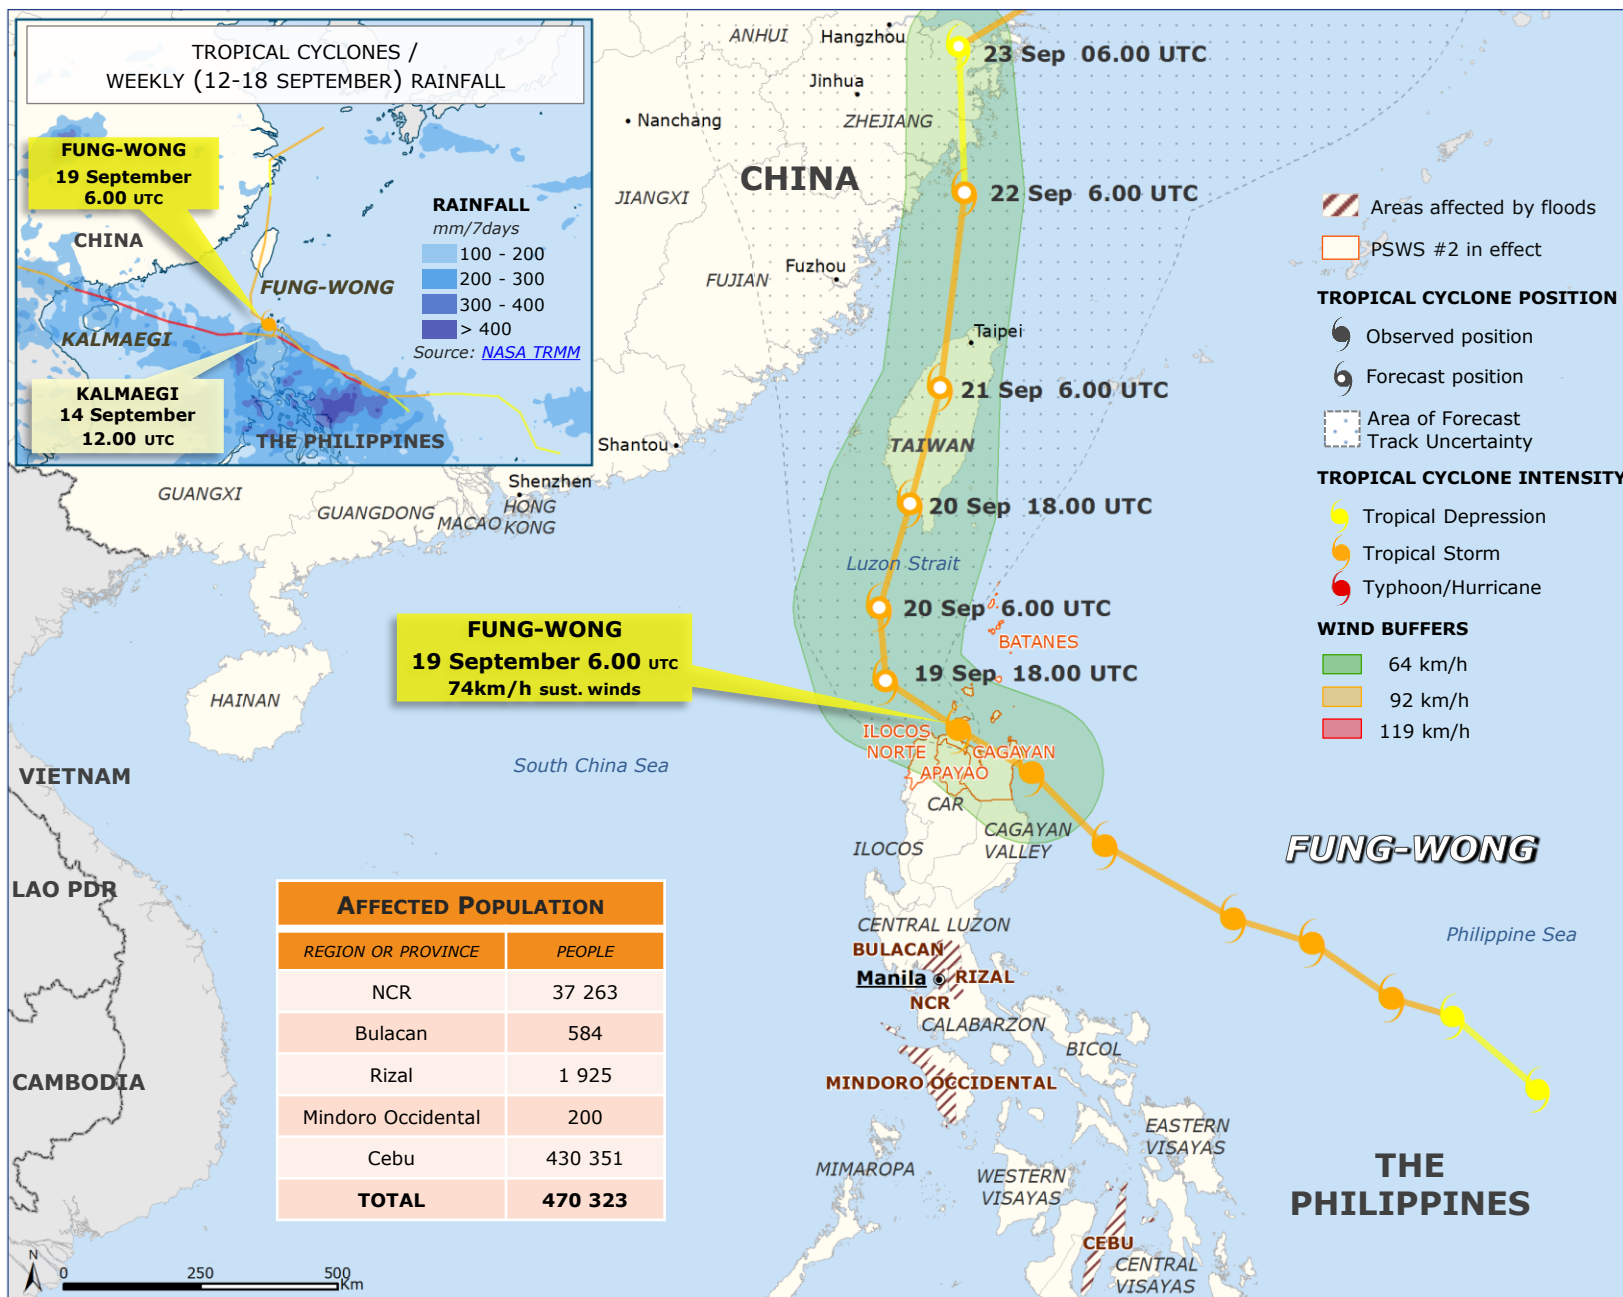 TROPICAL CYCLONES /
WEEKLY (12-18 SEPTEMBER) RAINFALL
FUNG-WONG
19 September
6.00 UTC
CHINA
FUNG-WONG
KALMAEGI
KALMAEGI
14 September
12.00 UTC
THE PHILIPPINES
RAINFALL
mm/7days
100 - 200
200 - 300
300 - 400
> 400
Source: NASA TRMM
ANHUI
Hangzhou
Jinhua
Nanchang
ZHEJIANG
CHINA
JIANGXI
FUJIAN
Fuzhou
Taipei
TAIWAN
Shantou
Shenzhen
GUANGXI
GUANGDONG
MACAO
HONG
KONG
HAINAN
Luzon Strait
BATANES
23 Sep 06.00 UTC
22 Sep 6.00 UTC
21 Sep 6.00 UTC
20 Sep 18.00 UTC
20 Sep 6.00 UTC
19 Sep 18.00 UTC
FUNG-WONG
19 September 6.00 UTC
74km/h sust. winds
Areas affected by floods
PSWS #2 in effect
TROPICAL CYCLONE POSITION
Observed position
Forecast position
Area of Forecast
Track Uncertainty
TROPICAL CYCLONE INTENSITY
Tropical Depression
Tropical Storm
Typhoon/Hurricane
WIND BUFFERS
64 km/h
92 km/h
119 km/h
ILOCOS
NORTE
CAGAYAN
APAYAO
CAR
CAGAYAN
VALLEY
ILOCOS
South China Sea
VIETNAM
LAO PDR
CAMBODIA
FUNG-WONG
Philippine Sea
CENTRAL LUZON
BULACAN
Manila
RIZAL
NCR
CALABARZON
BICOL
MINDORO OCCIDENTAL
MIMAROPA
WESTERN
VISAYAS
EASTERN
VISAYAS
CEBU
CENTRAL
VISAYAS
THE
PHILIPPINES
AFFECTED POPULATION
REGION OR PROVINCE PEOPLE
NCR 37 263
Bulacan 584
Rizal 1 925
Mindoro Occidental 200
Cebu 430 351
TOTAL 470 323
N
0 250 500
Km